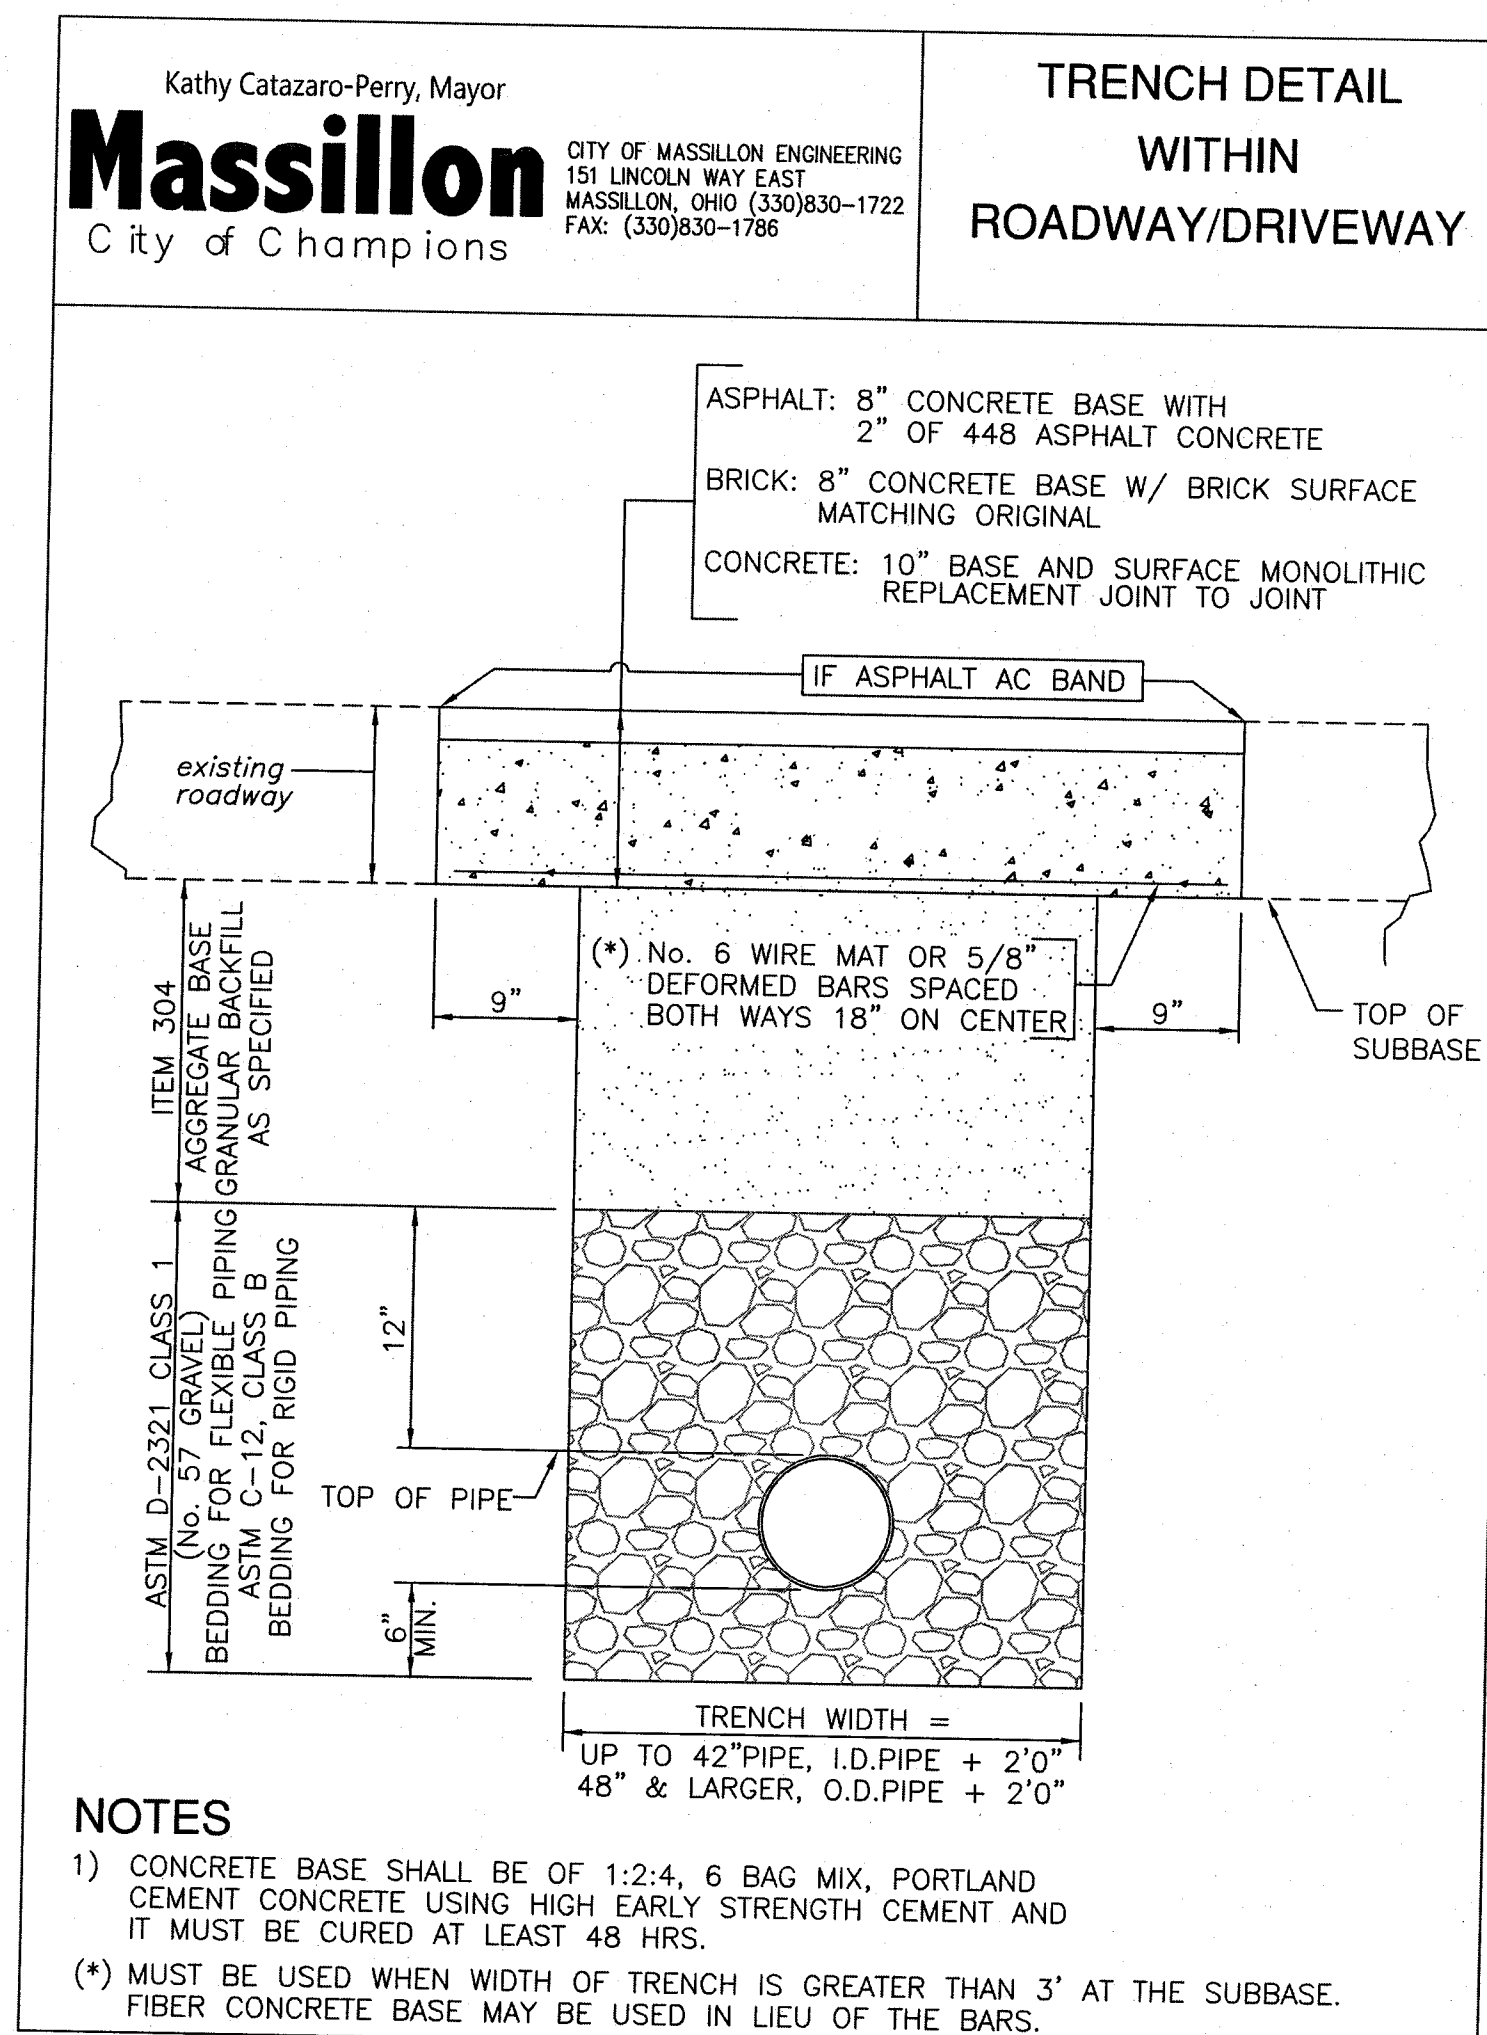 Kathy Catazaro-Perry, Mayor
Massillon
City of Champions
CITY OF MASSILLON ENGINEERING
151 LINCOLN WAY EAST
MASSILLON, OHIO (330)830-1722
FAX: (330)830-1786
TRENCH DETAIL
WITHIN
ROADWAY/DRIVEWAY
ASPHALT: 8" CONCRETE BASE WITH
2" OF 448 ASPHALT CONCRETE
BRICK: 8" CONCRETE BASE W/ BRICK SURFACE
MATCHING ORIGINAL
CONCRETE: 10" BASE AND SURFACE MONOLITHIC
REPLACEMENT JOINT TO JOINT
IF ASPHALT AC BAND
existing
roadway
(*) No. 6 WIRE MAT OR 5/8"
DEFORMED BARS SPACED
BOTH WAYS 18" ON CENTER
9"
9"
TOP OF
SUBBASE
ITEM 304
AGGREGATE BASE
GRANULAR BACKFILL
AS SPECIFIED
ASTM D-2321 CLASS 1
(No. 57 GRAVEL)
BEDDING FOR FLEXIBLE PIPING
ASTM C-12, CLASS B
BEDDING FOR RIGID PIPING
12"
TOP OF PIPE
6"
MIN.
TRENCH WIDTH =
UP TO 42"PIPE, I.D.PIPE + 2'0"
48" & LARGER, O.D.PIPE + 2'0"
NOTES
1) CONCRETE BASE SHALL BE OF 1:2:4, 6 BAG MIX, PORTLAND
CEMENT CONCRETE USING HIGH EARLY STRENGTH CEMENT AND
IT MUST BE CURED AT LEAST 48 HRS.
(*) MUST BE USED WHEN WIDTH OF TRENCH IS GREATER THAN 3' AT THE SUBBASE.
FIBER CONCRETE BASE MAY BE USED IN LIEU OF THE BARS.